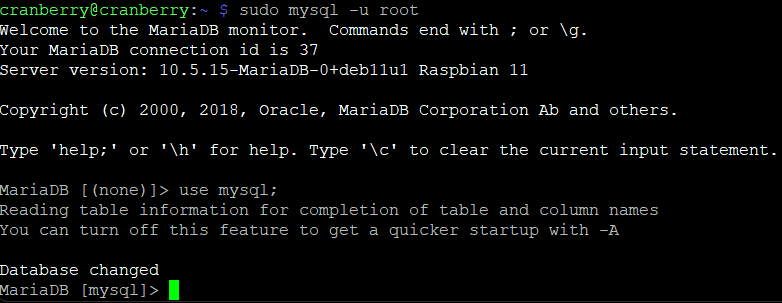 cranberry@cranberry:~ $ sudo mysql -u root
Welcome to the MariaDB monitor.  Commands end with ; or \g.
Your MariaDB connection id is 37
Server version: 10.5.15-MariaDB-0+deb11u1 Raspbian 11
Copyright (c) 2000, 2018, Oracle, MariaDB Corporation Ab and others.
Type 'help;' or '\h' for help. Type '\c' to clear the current input statement.
MariaDB [(none)]> use mysql;
Reading table information for completion of table and column names
You can turn off this feature to get a quicker startup with -A
Database changed
MariaDB [mysql]>